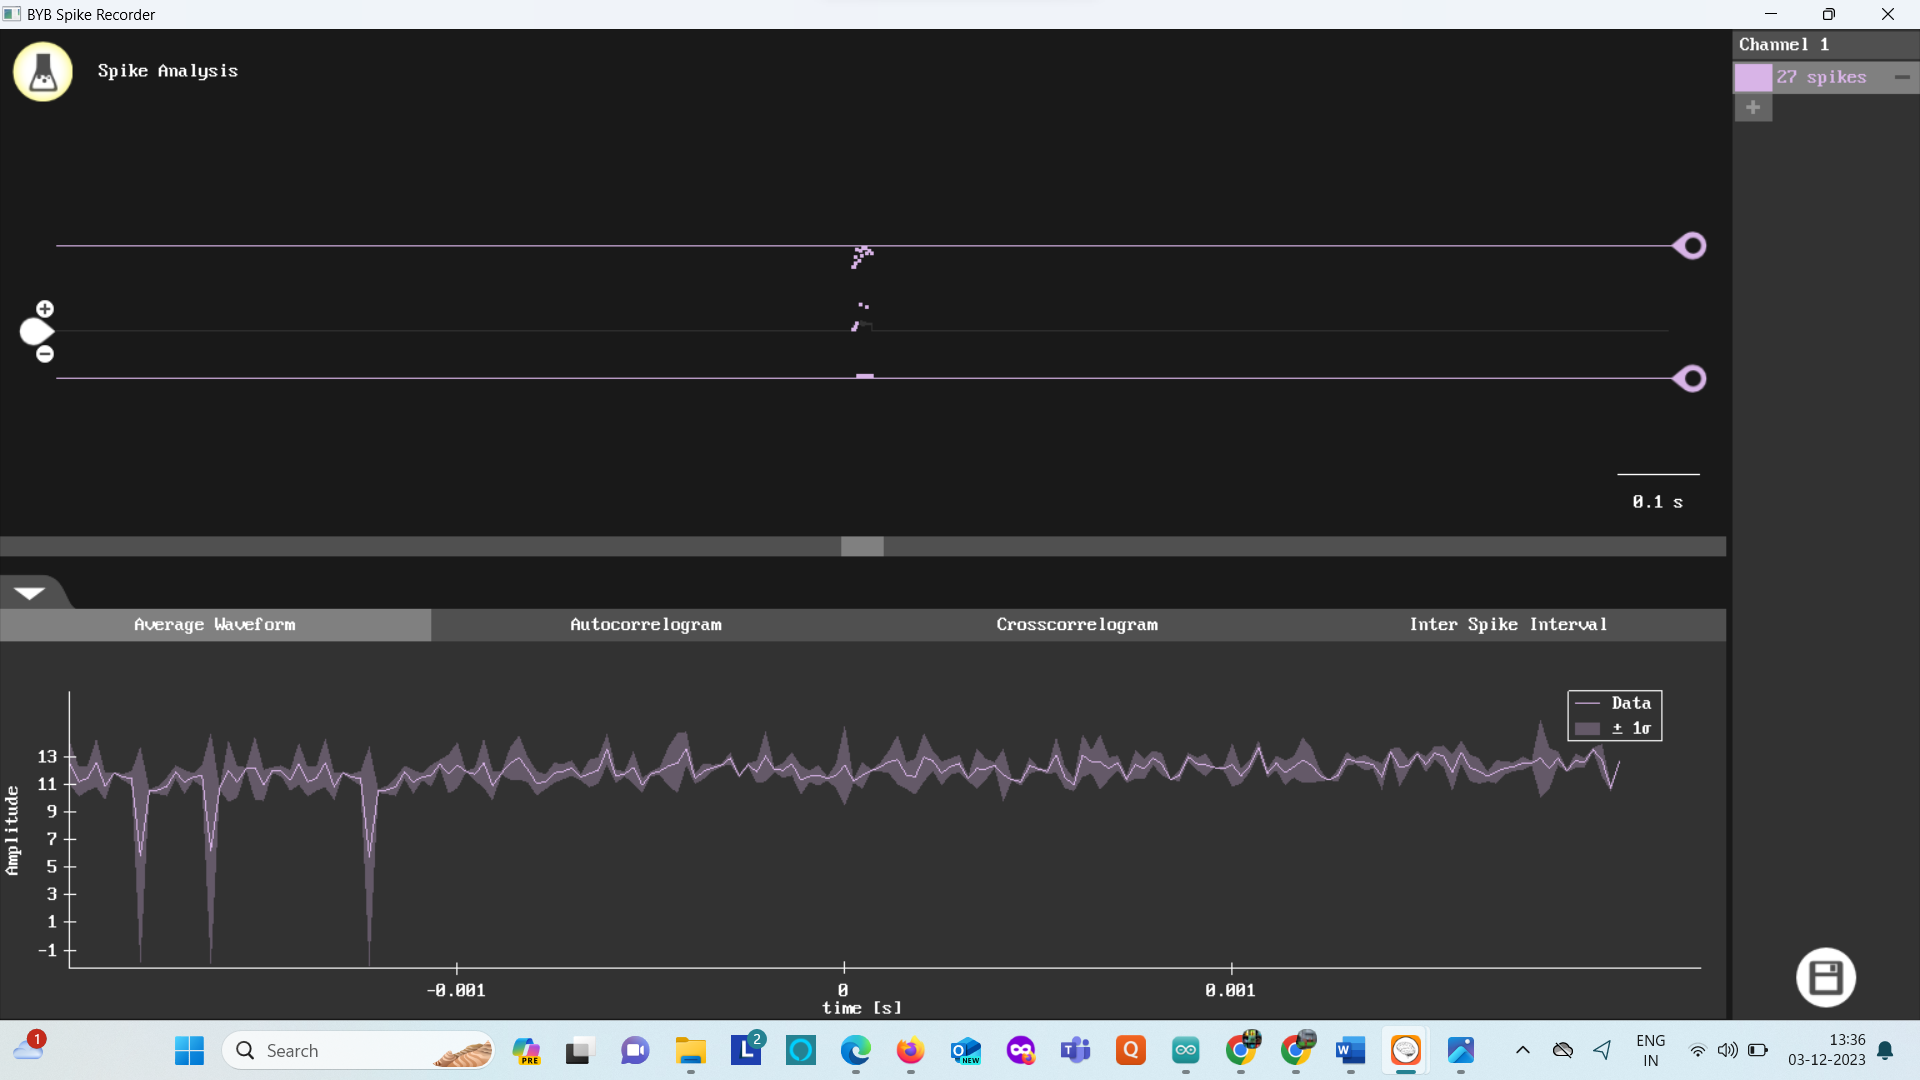 BYB Spike Recorder
Spike Analysis
Channel 1
27 spikes
0.1 s
Average Waveform
Autocorrelogram
Crosscorrelogram
Inter Spike Interval
Data
± 1σ
Amplitude
13
11
9
7
5
3
1
-1
-0.001
0
0.001
time [s]
1
Search
PRE
L
2
NEW
Q
W
ENG
IN
13:36
03-12-2023